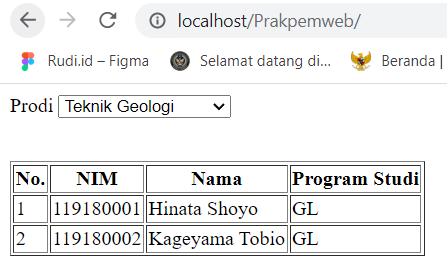 localhost/Prakpemweb/
Rudi.id – Figma Selamat datang di... Beranda |
Prodi Teknik Geologi
No. NIM Nama Program Studi
1 119180001 Hinata Shoyo GL
2 119180002 Kageyama Tobio GL